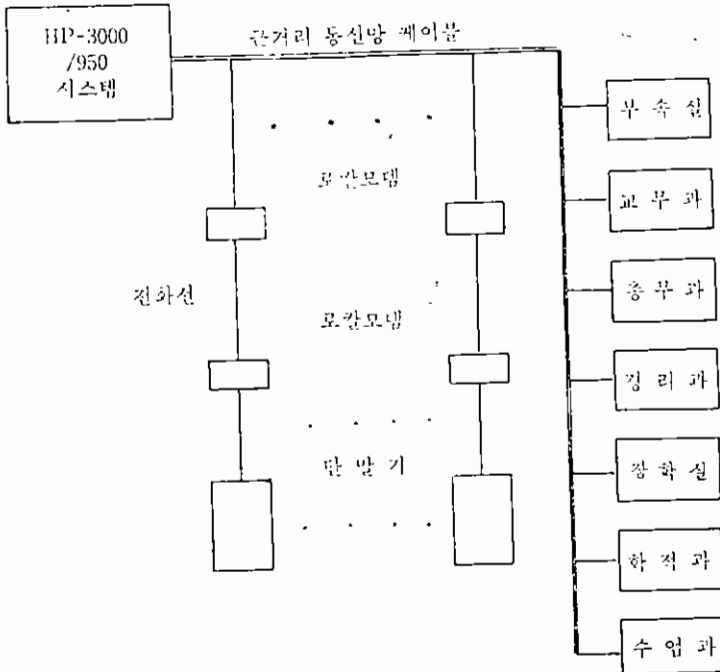 HP-3000
/950
시스템
근거리 통신망 케이블
로칼모뎀
전화선
로칼모뎀
단 말 기
부 속 실
교 무 과
총 무 과
경 리 과
장 학 실
학 적 과
수 업 과